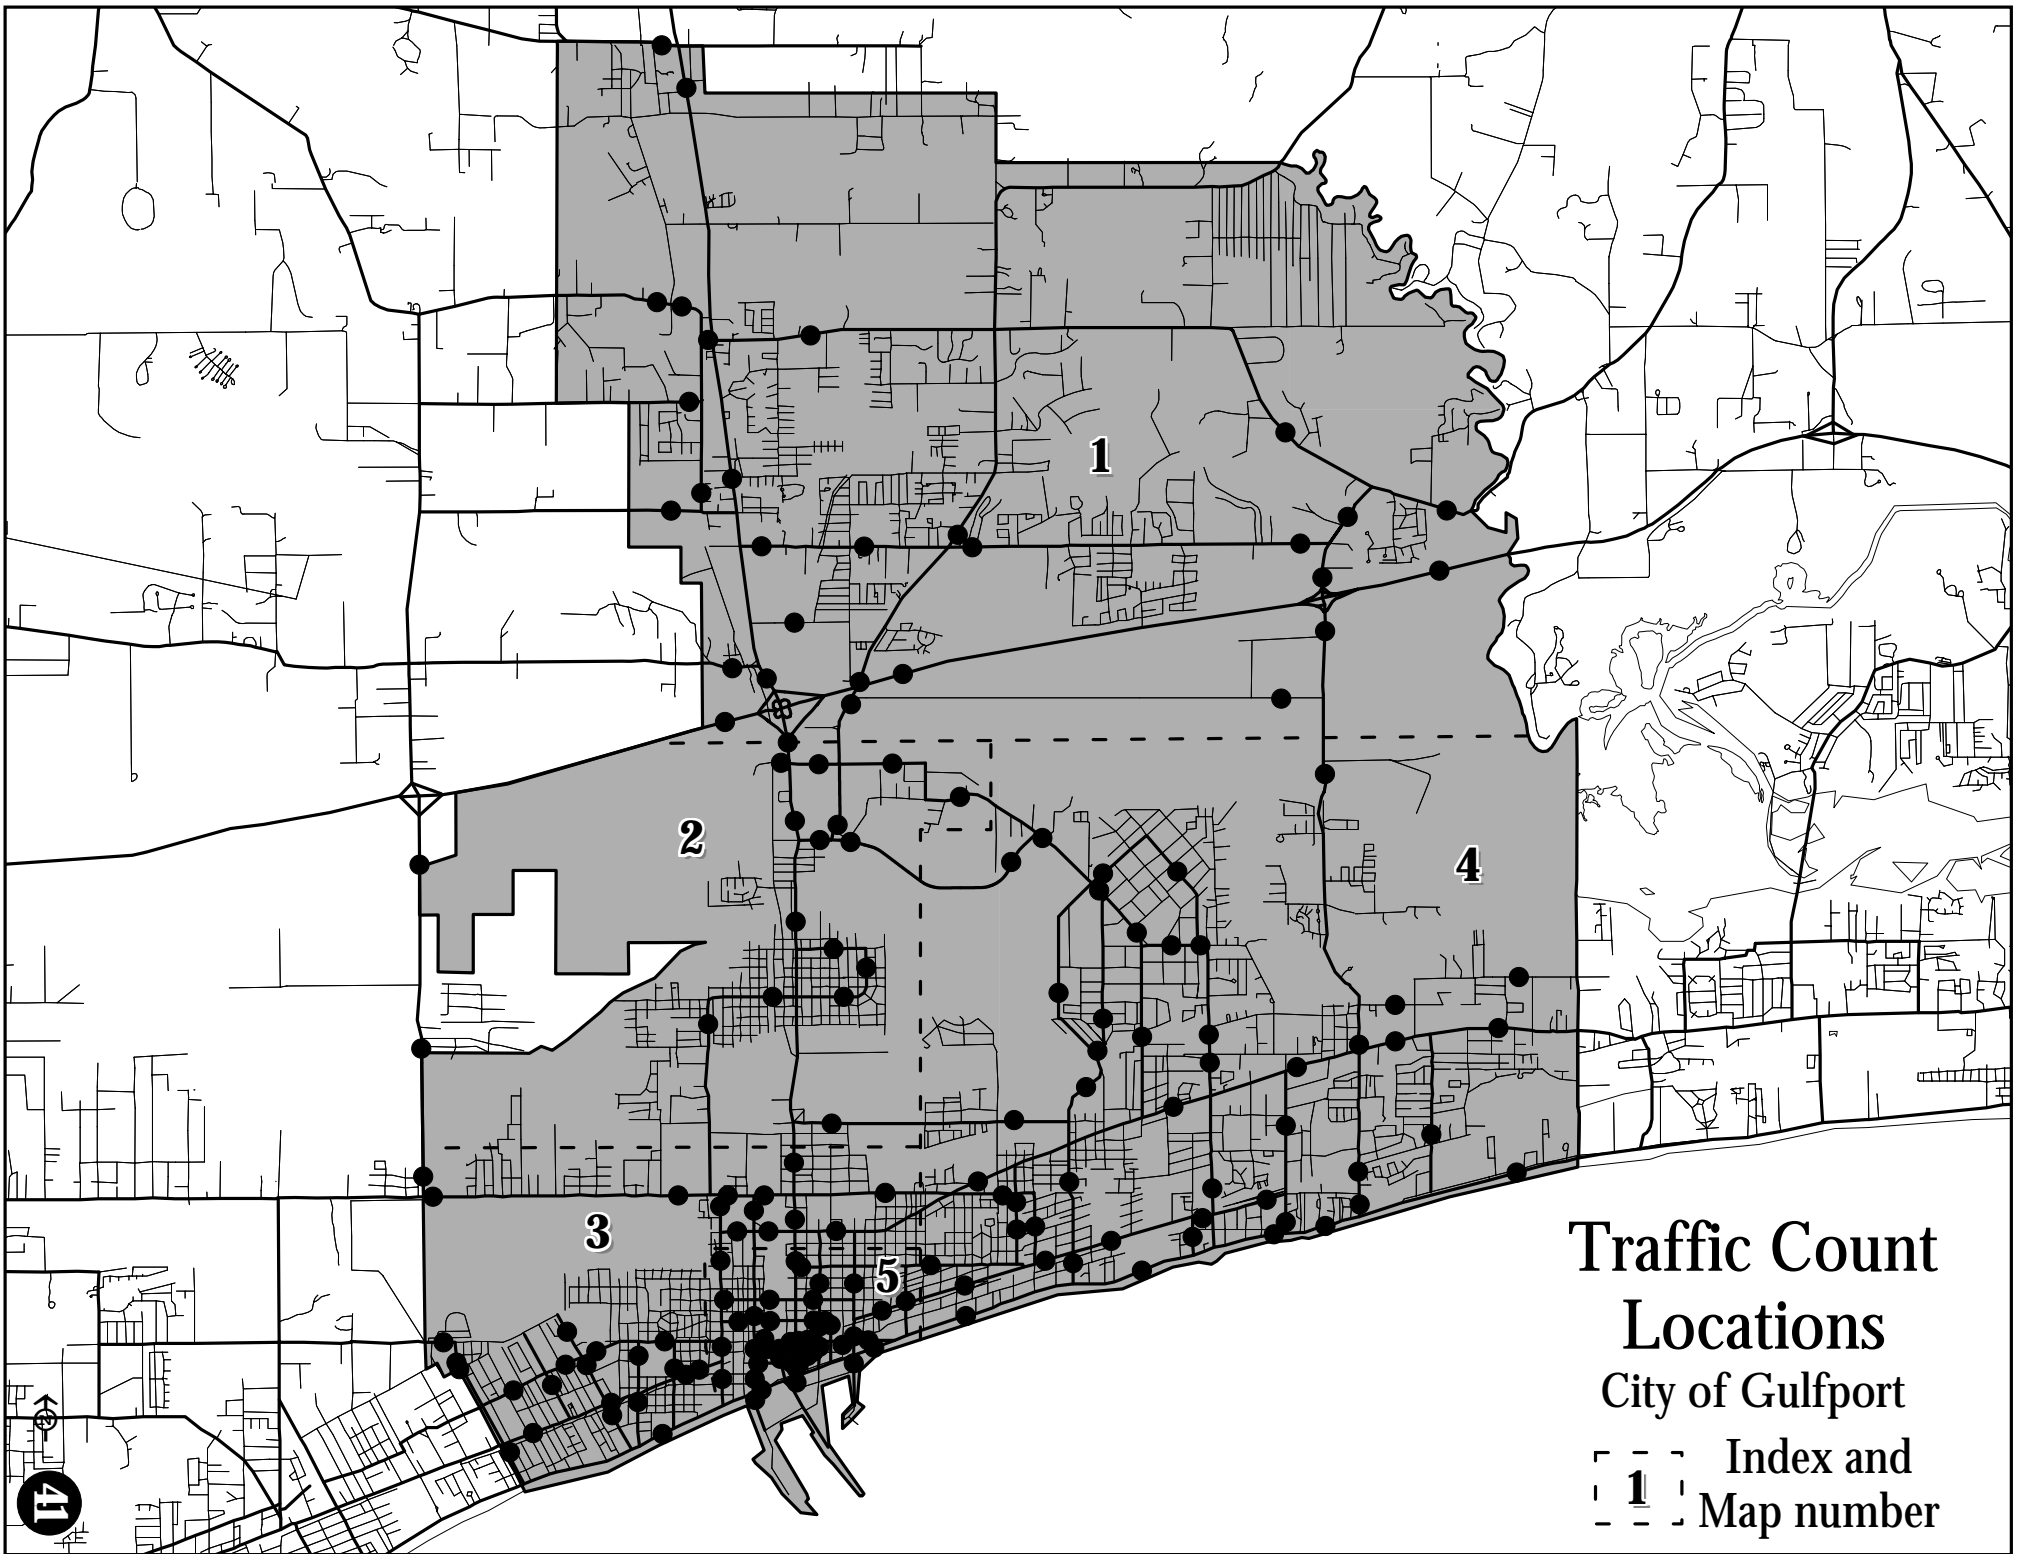 1
2
4
3
5
Traffic Count
Locations
City of Gulfport
Index and
1 Map number
41